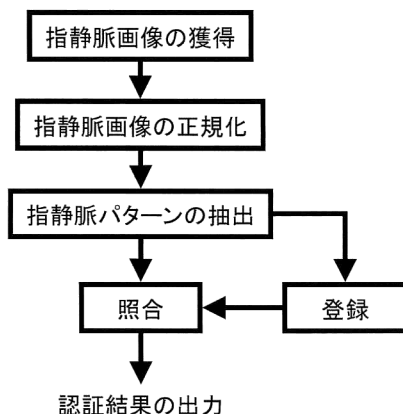 指静脈画像の獲得
指静脈画像の正規化
指静脈パターンの抽出
照合
登録
認証結果の出力